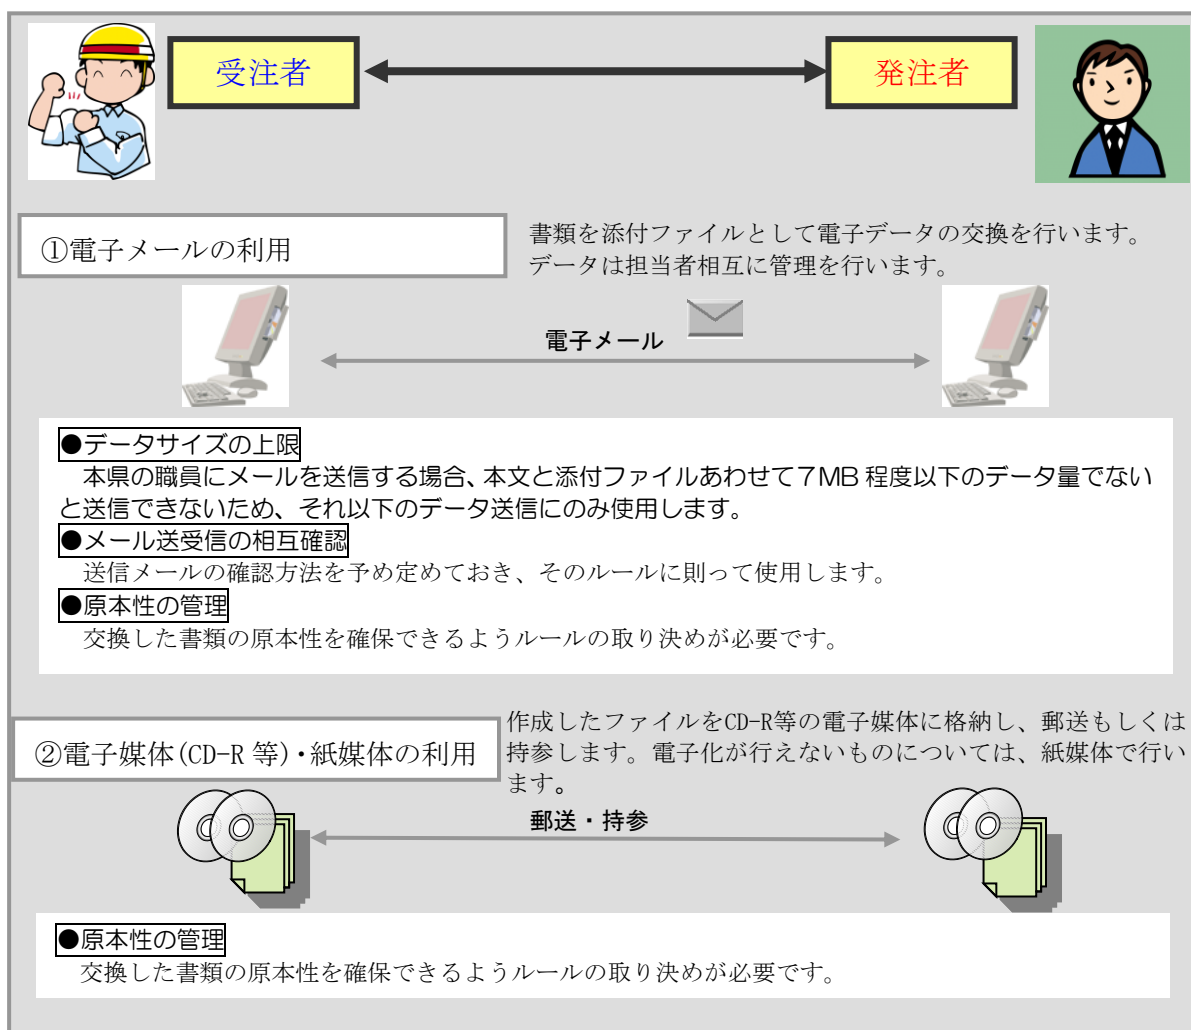 受注者
発注者
①電子メールの利用
書類を添付ファイルとして電子データの交換を行います。
データは担当者相互に管理を行います。
電子メール
●データサイズの上限
本県の職員にメールを送信する場合、本文と添付ファイルあわせて７MB 程度以下のデータ量でない
と送信できないため、それ以下のデータ送信にのみ使用します。
●メール送受信の相互確認
送信メールの確認方法を予め定めておき、そのルールに則って使用します。
●原本性の管理
交換した書類の原本性を確保できるようルールの取り決めが必要です。
②電子媒体(CD-R 等)・紙媒体の利用
作成したファイルをCD-R等の電子媒体に格納し、郵送もしくは
持参します。電子化が行えないものについては、紙媒体で行い
ます。
郵送・持参
●原本性の管理
交換した書類の原本性を確保できるようルールの取り決めが必要です。